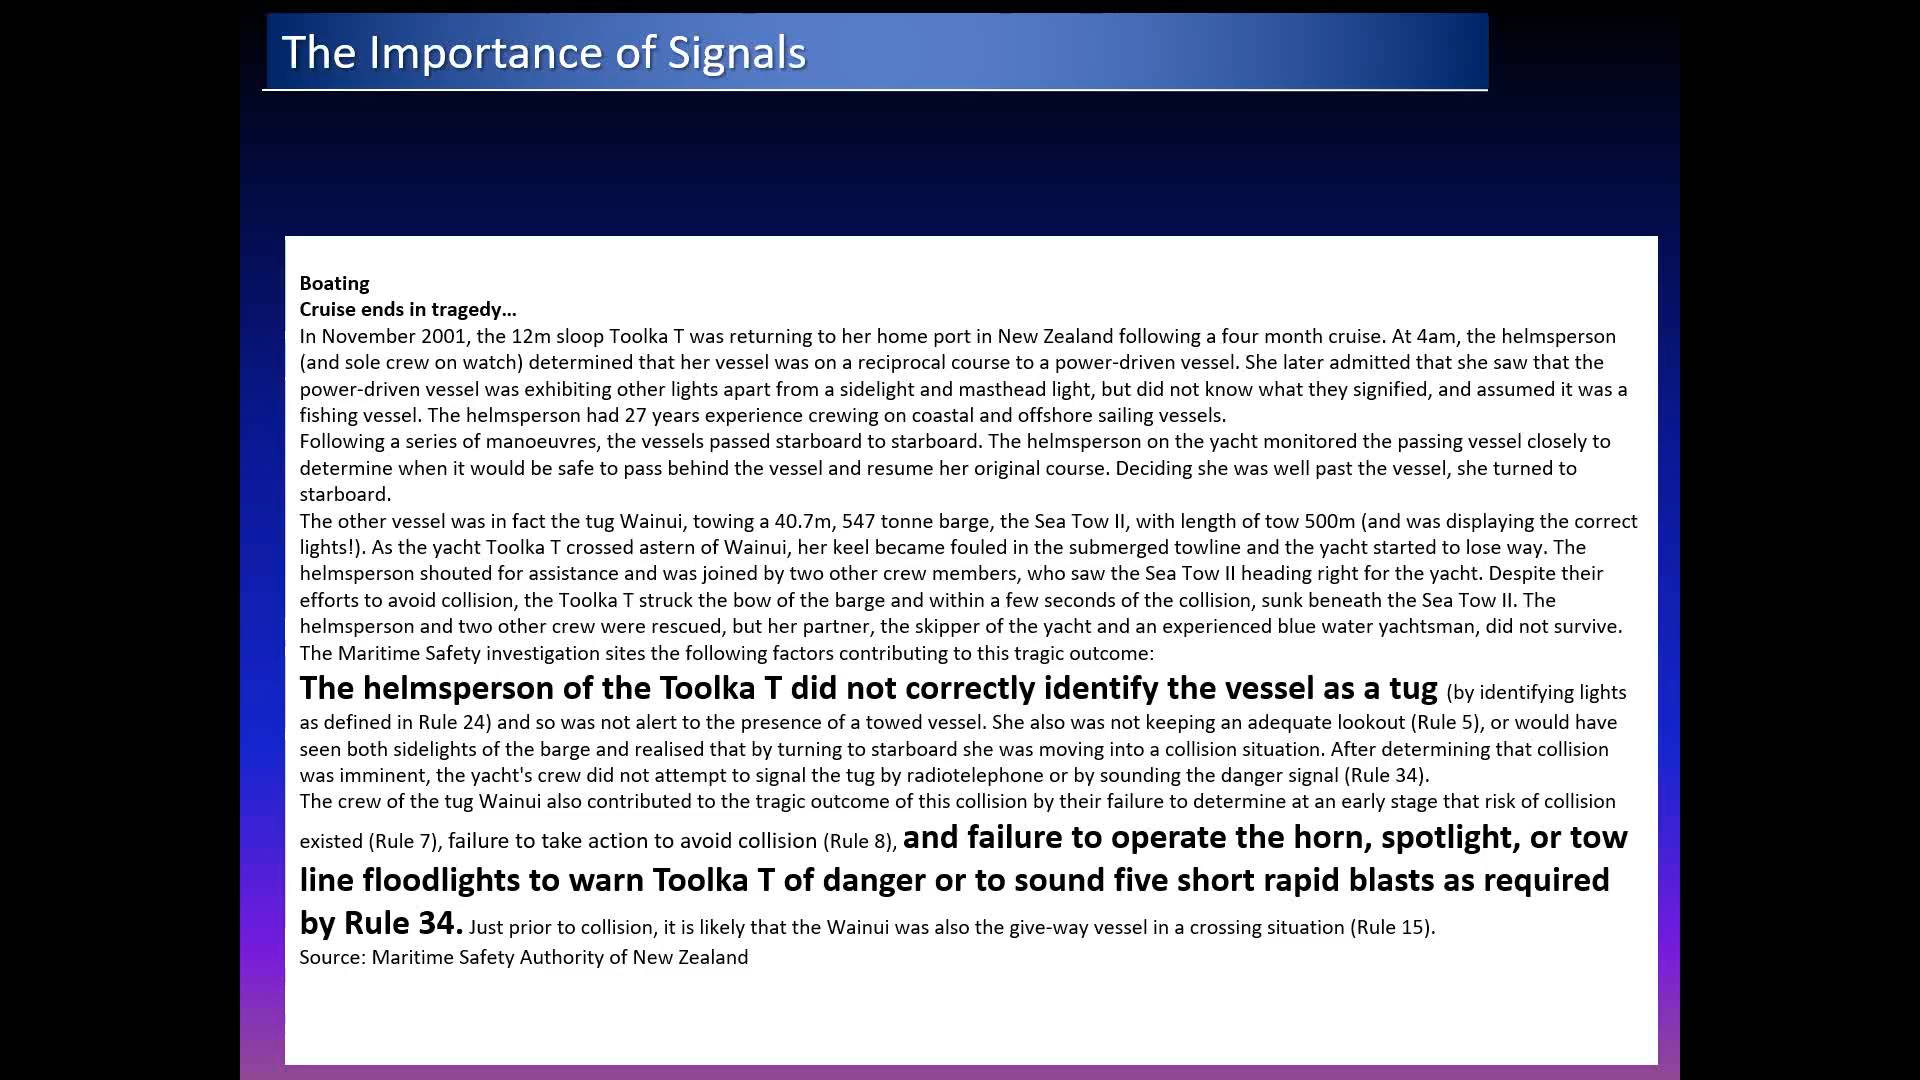 The Importance of Signals
Boating
Cruise ends in tragedy...
In November 2001, the 12m sloop Toolka T was returning to her home port in New Zealand following a four month cruise. At 4am, the helmsperson
(and sole crew on watch) determined that her vessel was on a reciprocal course to a power-driven vessel. She later admitted that she saw that the
power-driven vessel was exhibiting other lights apart from a sidelight and masthead light, but did not know what they signified, and assumed it was a
fishing vessel. The helmsperson had 27 years experience crewing on coastal and offshore sailing vessels.
Following a series of manoeuvres, the vessels passed starboard to starboard. The helmsperson on the yacht monitored the passing vessel closely to
determine when it would be safe to pass behind the vessel and resume her original course. Deciding she was well past the vessel, she turned to
starboard.
The other vessel was in fact the tug Wainui, towing a 40.7m, 547 tonne barge, the Sea Tow II, with length of tow 500m (and was displaying the correct
lights!). As the yacht Toolka T crossed astern of Wainui, her keel became fouled in the submerged towline and the yacht started to lose way. The
helmsperson shouted for assistance and was joined by two other crew members, who saw the Sea Tow II heading right for the yacht. Despite their
efforts to avoid collision, the Toolka T struck the bow of the barge and within a few seconds of the collision, sunk beneath the Sea Tow II. The
helmsperson and two other crew were rescued, but her partner, the skipper of the yacht and an experienced blue water yachtsman, did not survive.
The Maritime Safety investigation sites the following factors contributing to this tragic outcome:
The helmsperson of the Toolka T did not correctly identify the vessel as a tug (by identifying lights
as defined in Rule 24) and so was not alert to the presence of a towed vessel. She also was not keeping an adequate lookout (Rule 5), or would have
seen both sidelights of the barge and realised that by turning to starboard she was moving into a collision situation. After determining that collision
was imminent, the yacht's crew did not attempt to signal the tug by radiotelephone or by sounding the danger signal (Rule 34).
The crew of the tug Wainui also contributed to the tragic outcome of this collision by their failure to determine at an early stage that risk of collision
existed (Rule 7), failure to take action to avoid collision (Rule 8), and failure to operate the horn, spotlight, or tow
line floodlights to warn Toolka T of danger or to sound five short rapid blasts as required
by Rule 34. Just prior to collision, it is likely that the Wainui was also the give-way vessel in a crossing situation (Rule 15).
Source: Maritime Safety Authority of New Zealand